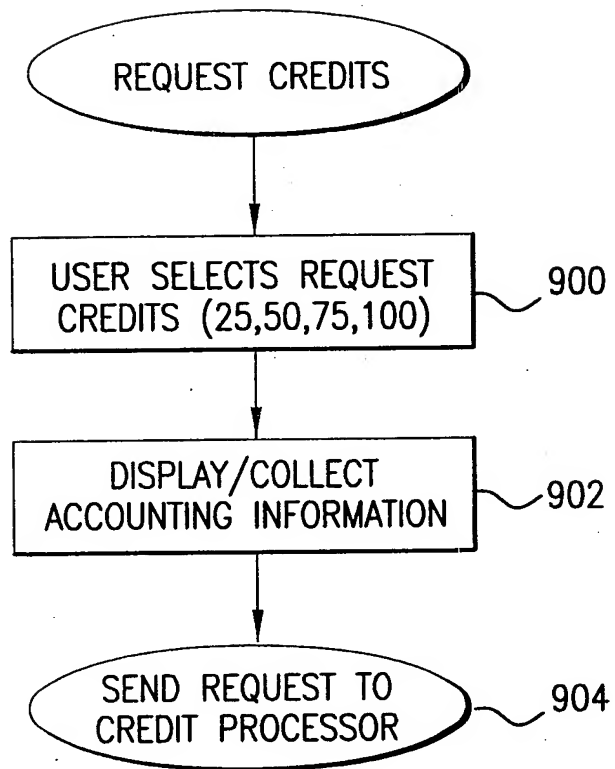 REQUEST CREDITS
USER SELECTS REQUEST
CREDITS (25,50,75,100)
900
DISPLAY/COLLECT
ACCOUNTING INFORMATION
902
SEND REQUEST TO
CREDIT PROCESSOR
904